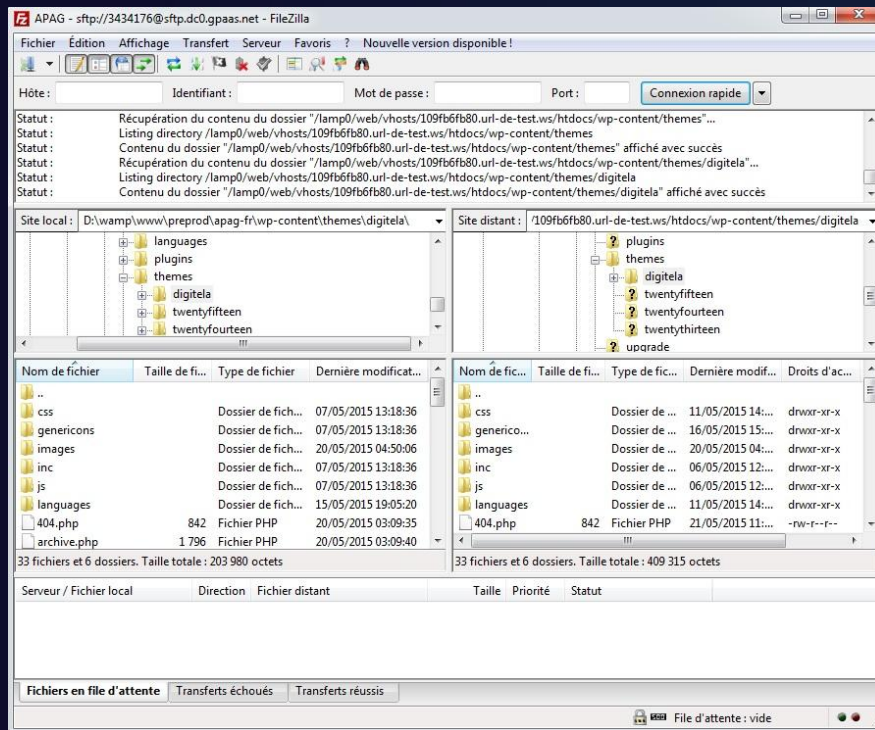 APAG - sftp://3434176@sftp.dc0.gpaas.net - FileZilla
Fichier Édition Affichage Transfert Serveur Favoris ? Nouvelle version disponible !
Hôte : Identifiant : Mot de passe : Port : Connexion rapide
Statut : Récupération du contenu du dossier "/lamp0/web/vhosts/109fb6fb80.url-de-test.ws/htdocs/wp-content/themes"...
Statut : Listing directory /lamp0/web/vhosts/109fb6fb80.url-de-test.ws/htdocs/wp-content/themes
Statut : Contenu du dossier "/lamp0/web/vhosts/109fb6fb80.url-de-test.ws/htdocs/wp-content/themes" affiché avec succès
Statut : Récupération du contenu du dossier "/lamp0/web/vhosts/109fb6fb80.url-de-test.ws/htdocs/wp-content/themes/digitela"...
Statut : Listing directory /lamp0/web/vhosts/109fb6fb80.url-de-test.ws/htdocs/wp-content/themes/digitela
Statut : Contenu du dossier "/lamp0/web/vhosts/109fb6fb80.url-de-test.ws/htdocs/wp-content/themes/digitela" affiché avec succès
Site local : D:\wamp\www\preprod\apag-fr\wp-content\themes\digitela\
languages
plugins
themes
digitela
twentyfifteen
twentyfourteen
Site distant : /109fb6fb80.url-de-test.ws/htdocs/wp-content/themes/digitela
plugins
themes
digitela
twentyfifteen
twentyfourteen
twentythirteen
upgrade
Nom de fichier Taille de fi... Type de fichier Dernière modificat...
..
css Dossier de fich... 07/05/2015 13:18:36
genericons Dossier de fich... 07/05/2015 13:18:36
images Dossier de fich... 20/05/2015 04:50:06
inc Dossier de fich... 07/05/2015 13:18:36
js Dossier de fich... 07/05/2015 13:18:36
languages Dossier de fich... 15/05/2015 19:05:20
404.php 842 Fichier PHP 20/05/2015 03:09:35
archive.php 1 796 Fichier PHP 20/05/2015 03:09:40
33 fichiers et 6 dossiers. Taille totale : 203 980 octets
Nom de fic... Taille de fi... Type de fic... Dernière modif... Droits d'ac...
..
css Dossier de ... 11/05/2015 14:... drwxr-xr-x
generico... Dossier de ... 16/05/2015 15:... drwxr-xr-x
images Dossier de ... 20/05/2015 04:... drwxr-xr-x
inc Dossier de ... 06/05/2015 12:... drwxr-xr-x
js Dossier de ... 06/05/2015 12:... drwxr-xr-x
languages Dossier de ... 11/05/2015 14:... drwxr-xr-x
404.php 842 Fichier PHP 21/05/2015 11:... -rw-r--r--
33 fichiers et 6 dossiers. Taille totale : 409 315 octets
Serveur / Fichier local Direction Fichier distant Taille Priorité Statut
Fichiers en file d'attente Transferts échoués Transferts réussis
File d'attente : vide